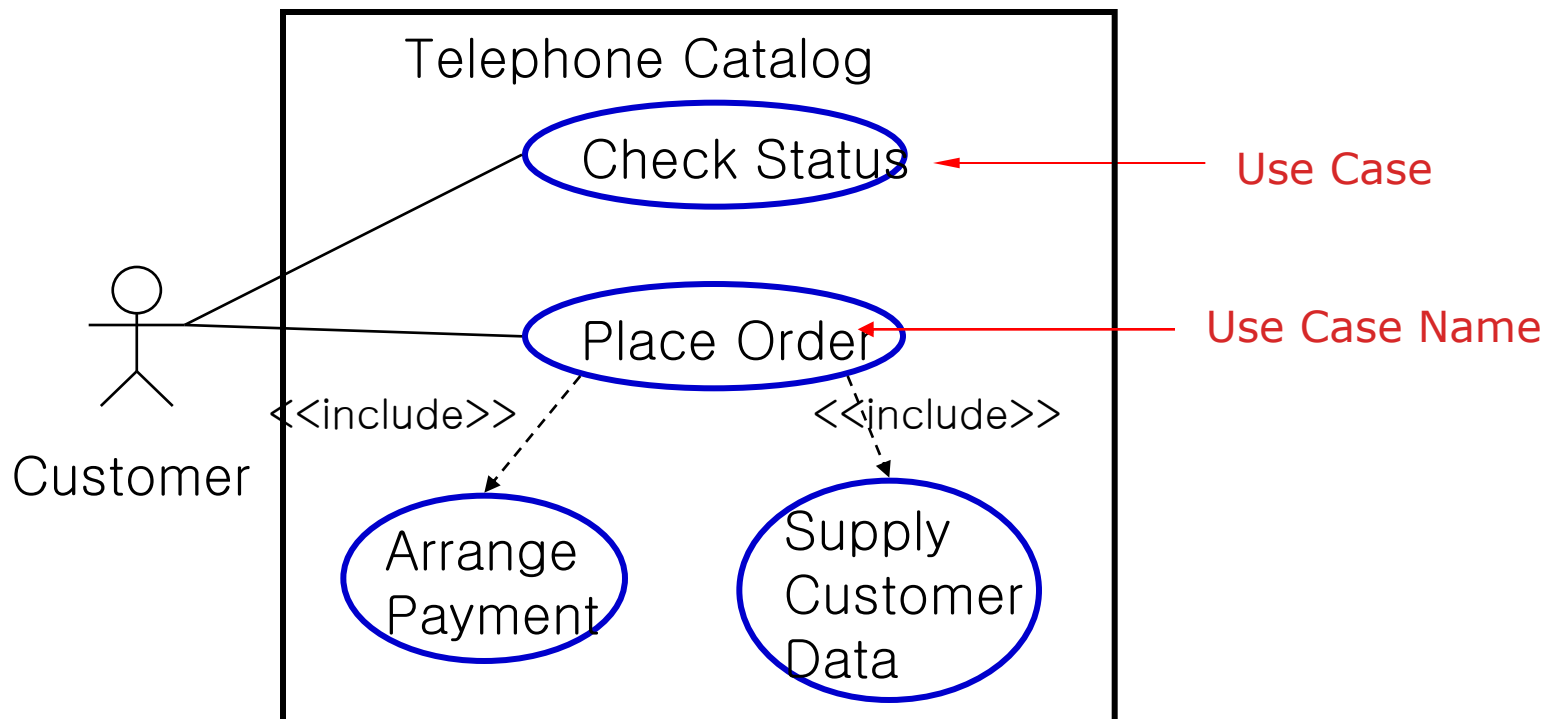 Telephone Catalog
Check Status
Use Case
Place Order
Use Case Name
<<include>>
<<include>>
Customer
Arrange
Payment
Supply
Customer
Data